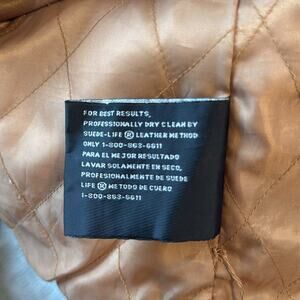 FOR BEST RESULTS,
PROFESSIONALLY DRY CLEAN BY
SUEDE-LIFE ® LEATHER METHOD
ONLY 1-800-863-6611
PARA EL MEJOR RESULTADO
LAVAR SOLAMENTE EN SECO,
PROFESIONALMENTE DE SUEDE
LIFE ® METODO DE CUERO
1-800-863-6611